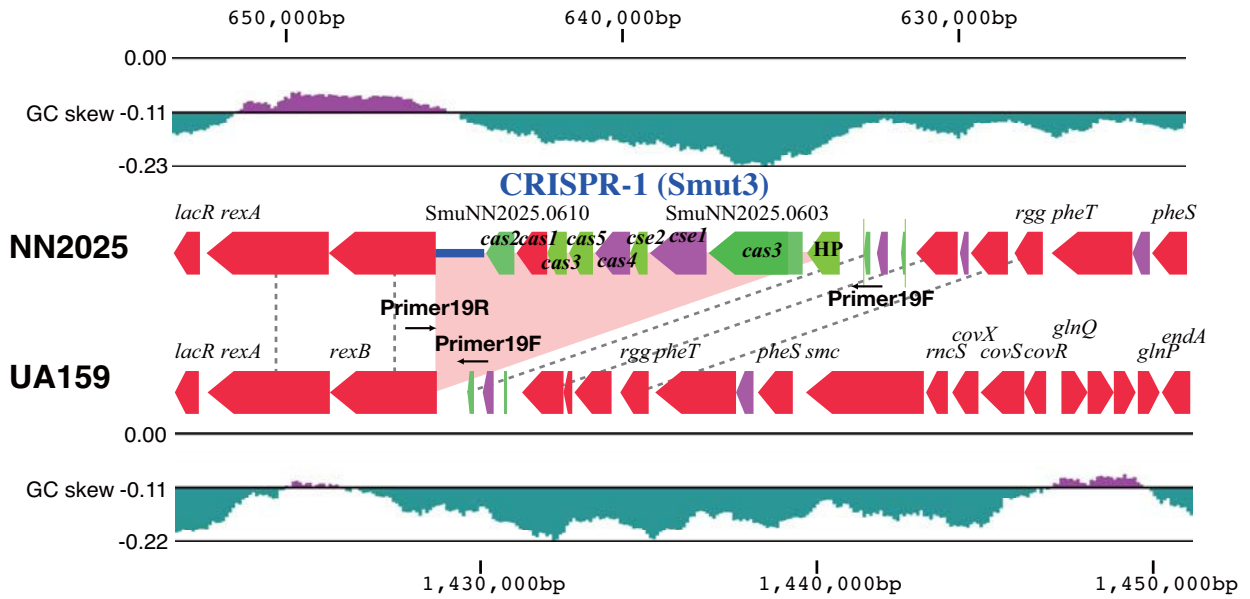 650,000bp 640,000bp 630,000bp
0.00
GC skew -0.11
-0.23
CRISPR-1 (Smut3)
lacR rexA SmuNN2025.0610 SmuNN2025.0603 rgg pheT pheS
NN2025 cas2 cas1 cas3 cas5 cas4 cse2 cse1 cas3 HP
Primer19R Primer19F
Primer19F
lacR rexA rexB rgg pheT pheS smc rncS covX covS covR glnQ glnP endA
UA159
0.00
GC skew -0.11
-0.22
1,430,000bp 1,440,000bp 1,450,000bp